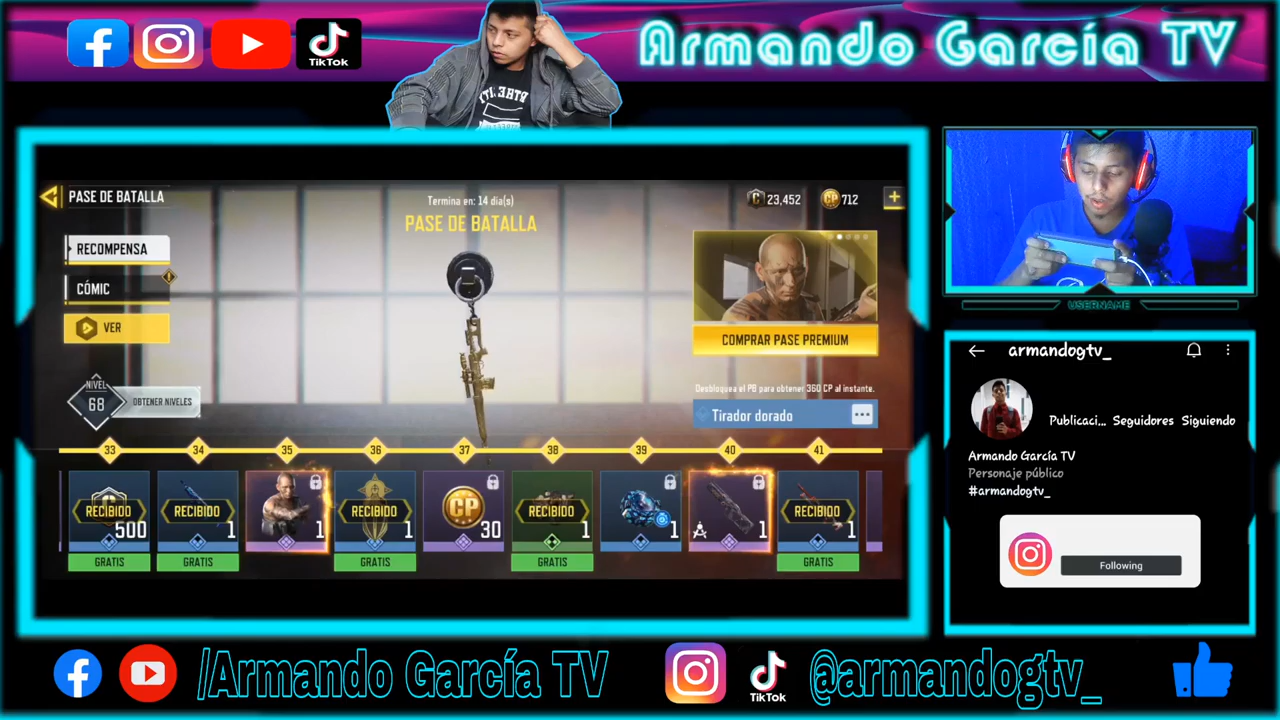 TikTok
Armando García TV
PASE DE BATALLA
Termina en: 14 día(s)
PASE DE BATALLA
23,452
CP 712
+
RECOMPENSA
CÓMIC
VER
COMPRAR PASE PREMIUM
NIVEL
68
OBTENER NIVELES
Desbloquea el PB para obtener 360 CP al instante.
Tirador dorado
33 34 35 36 37 38 39 40 41
RECIBIDO 500
RECIBIDO 1
1
RECIBIDO 1
CP 30
RECIBIDO 1
1
1
RECIBIDO 1
GRATIS GRATIS GRATIS GRATIS GRATIS
USERNAME
armandogtv_
Publicaci... Seguidores Siguiendo
Armando García TV
Personaje público
#armandogtv_
Following
/Armando García TV
TikTok
@armandogtv_